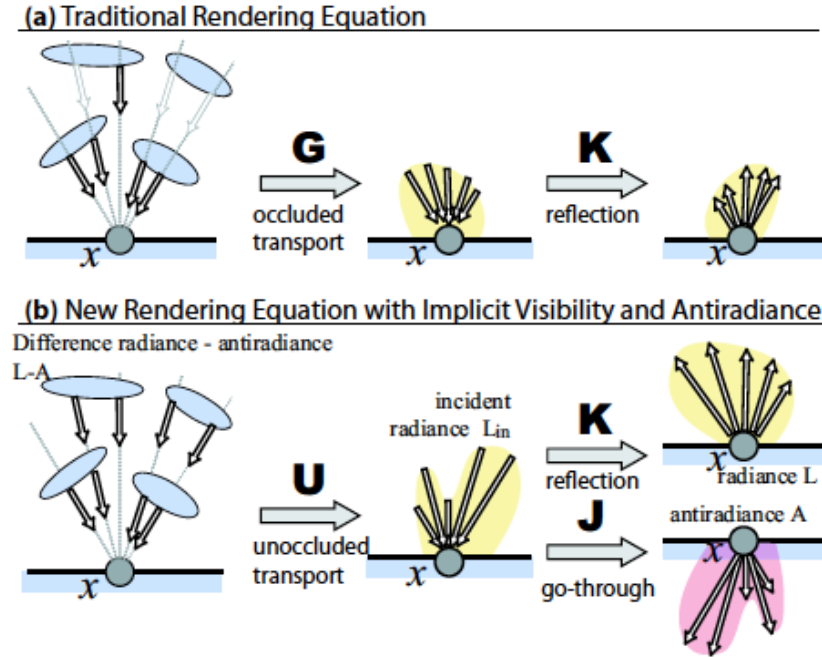 (a) Traditional Rendering Equation
G
occluded
transport
K
reflection
x
x
x
(b) New Rendering Equation with Implicit Visibility and Antiradiance
Difference radiance - antiradiance
L-A
incident
radiance Lin
U
unoccluded
transport
K
reflection
J
go-through
x
x
x
radiance L
antiradiance A
x